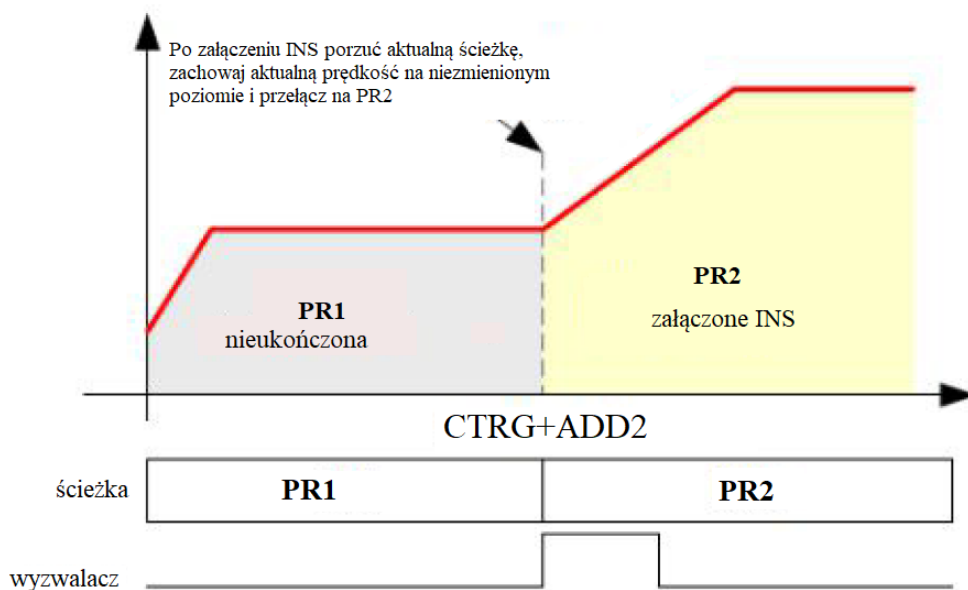 Po załączeniu INS porzuć aktualną ścieżkę,
zachowaj aktualną prędkość na niezmienionym
poziomie i przełącz na PR2
PR1
nieukończona
PR2
załączone INS
CTRG+ADD2
ścieżka
PR1
PR2
wyzwalacz